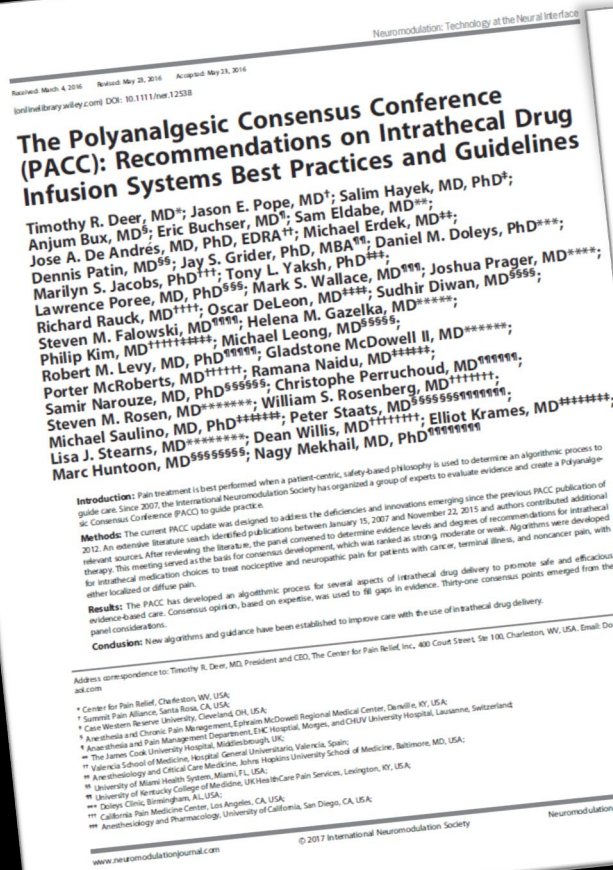 Neuromodulation: Technology at the Neural Interface
Received: March 4, 2016 Revised: May 23, 2016 Accepted: May 23, 2016
(onlinelibrary.wiley.com) DOI: 10.1111/ner.12538
The Polyanalgesic Consensus Conference
(PACC): Recommendations on Intrathecal Drug
Infusion Systems Best Practices and Guidelines
Timothy R. Deer, MD*; Jason E. Pope, MD†; Salim Hayek, MD, PhD‡;
Anjum Bux, MD§; Eric Buchser, MD¶; Sam Eldabe, MD**;
Jose A. De Andrés, MD, PhD, EDRA††; Michael Erdek, MD‡‡;
Dennis Patin, MD§§; Jay S. Grider, PhD, MBA¶¶; Daniel M. Doleys, PhD***;
Marilyn S. Jacobs, PhD†††; Tony L. Yaksh, PhD‡‡‡;
Lawrence Poree, MD, PhD§§§; Mark S. Wallace, MD¶¶¶; Joshua Prager, MD****;
Richard Rauck, MD††††; Oscar DeLeon, MD‡‡‡‡; Sudhir Diwan, MD§§§§;
Steven M. Falowski, MD¶¶¶¶; Helena M. Gazelka, MD*****;
Philip Kim, MD†††††‡‡‡‡‡; Michael Leong, MD§§§§§;
Robert M. Levy, MD, PhD¶¶¶¶¶; Gladstone McDowell II, MD******;
Porter McRoberts, MD††††††; Ramana Naidu, MD‡‡‡‡‡‡;
Samir Narouze, MD, PhD§§§§§§; Christophe Perruchoud, MD¶¶¶¶¶¶;
Steven M. Rosen, MD*******; William S. Rosenberg, MD†††††††;
Michael Saulino, MD, PhD‡‡‡‡‡‡‡; Peter Staats, MD§§§§§§§¶¶¶¶¶¶¶;
Lisa J. Stearns, MD********; Dean Willis, MD††††††††; Elliot Krames, MD‡‡‡‡‡‡‡‡;
Marc Huntoon, MD§§§§§§§§; Nagy Mekhail, MD, PhD¶¶¶¶¶¶¶¶
Introduction: Pain treatment is best performed when a patient-centric, safety-based philosophy is used to determine an algorithmic process to
guide care. Since 2007, the International Neuromodulation Society has organized a group of experts to evaluate evidence and create a Polyanalge-
sic Consensus Conference (PACC) to guide practice.
Methods: The current PACC update was designed to address the deficiencies and innovations emerging since the previous PACC publication of
2012. An extensive literature search identified publications between January 15, 2007 and November 22, 2015 and authors contributed additional
relevant sources. After reviewing the literature, the panel convened to determine evidence levels and degrees of recommendations for intrathecal
therapy. This meeting served as the basis for consensus development, which was ranked as strong, moderate or weak. Algorithms were developed
for intrathecal medication choices to treat nociceptive and neuropathic pain for patients with cancer, terminal illness, and noncancer pain, with
either localized or diffuse pain.
Results: The PACC has developed an algorithmic process for several aspects of intrathecal drug delivery to promote safe and efficacious
evidence-based care. Consensus opinion, based on expertise, was used to fill gaps in evidence. Thirty-one consensus points emerged from the
panel considerations.
Conclusion: New algorithms and guidance have been established to improve care with the use of intrathecal drug delivery.
Address correspondence to: Timothy R. Deer, MD, President and CEO, The Center for Pain Relief, Inc., 400 Court Street, Ste 100, Charleston, WV, USA. Email: Do
aol.com
* Center for Pain Relief, Charleston, WV, USA;
† Summit Pain Alliance, Santa Rosa, CA, USA;
‡ Case Western Reserve University, Cleveland, OH, USA;
§ Anesthesia and Chronic Pain Management, Ephraim McDowell Regional Medical Center, Danville, KY, USA;
¶ Anaesthesia and Pain Management Department, EHC Hosptial, Morges, and CHUV University Hospital, Lausanne, Switzerland;
** The James Cook University Hospital, Middlesbrough, UK;
†† Valencia School of Medicine, Hospital General Universitario, Valencia, Spain;
‡‡ Anesthesiology and Critical Care Medicine, Johns Hopkins University School of Medicine, Baltimore, MD, USA;
§§ University of Miami Health System, Miami, FL, USA;
¶¶ University of Kentucky College of Medicine, UK HealthCare Pain Services, Lexington, KY, USA;
*** Doleys Clinic, Birmingham, AL, USA;
††† California Pain Medicine Center, Los Angeles, CA, USA;
‡‡‡ Anesthesiology and Pharmacology, University of California, San Diego, CA, USA;
www.neuromodulationjournal.com
© 2017 International Neuromodulation Society
Neuromodulation